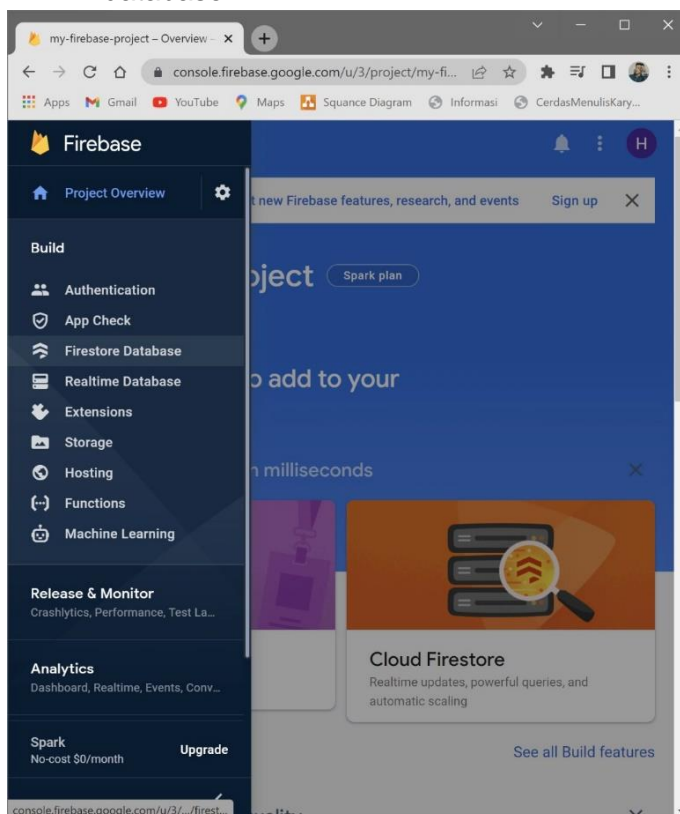 my-firebase-project – Overview –
console.firebase.google.com/u/3/project/my-fi...
Apps
Gmail
YouTube
Maps
Squance Diagram
Informasi
CerdasMenulisKary...
Firebase
H
Project Overview
t new Firebase features, research, and events
Sign up
Build
oject
Spark plan
Authentication
App Check
Firestore Database
o add to your
Realtime Database
Extensions
Storage
Hosting
n milliseconds
Functions
Machine Learning
Release & Monitor
Crashlytics, Performance, Test La...
Analytics
Dashboard, Realtime, Events, Conv...
Cloud Firestore
Realtime updates, powerful queries, and
automatic scaling
Spark
No-cost $0/month
Upgrade
See all Build features
console.firebase.google.com/u/3/.../firest...